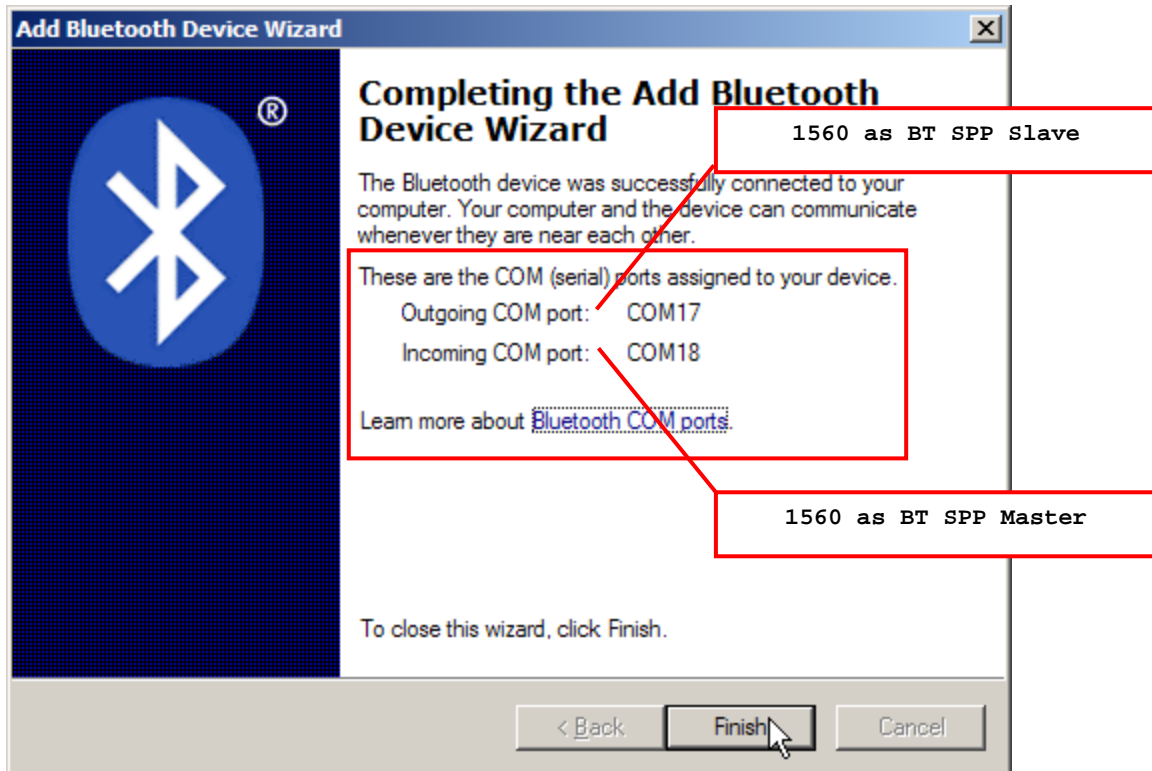 Add Bluetooth Device Wizard
®
Completing the Add Bluetooth
Device Wizard
1560 as BT SPP Slave
The Bluetooth device was successfully connected to your
computer. Your computer and the device can communicate
whenever they are near each other.
These are the COM (serial) ports assigned to your device.
Outgoing COM port: COM17
Incoming COM port: COM18
Learn more about Bluetooth COM ports.
1560 as BT SPP Master
To close this wizard, click Finish.
< Back Finish Cancel